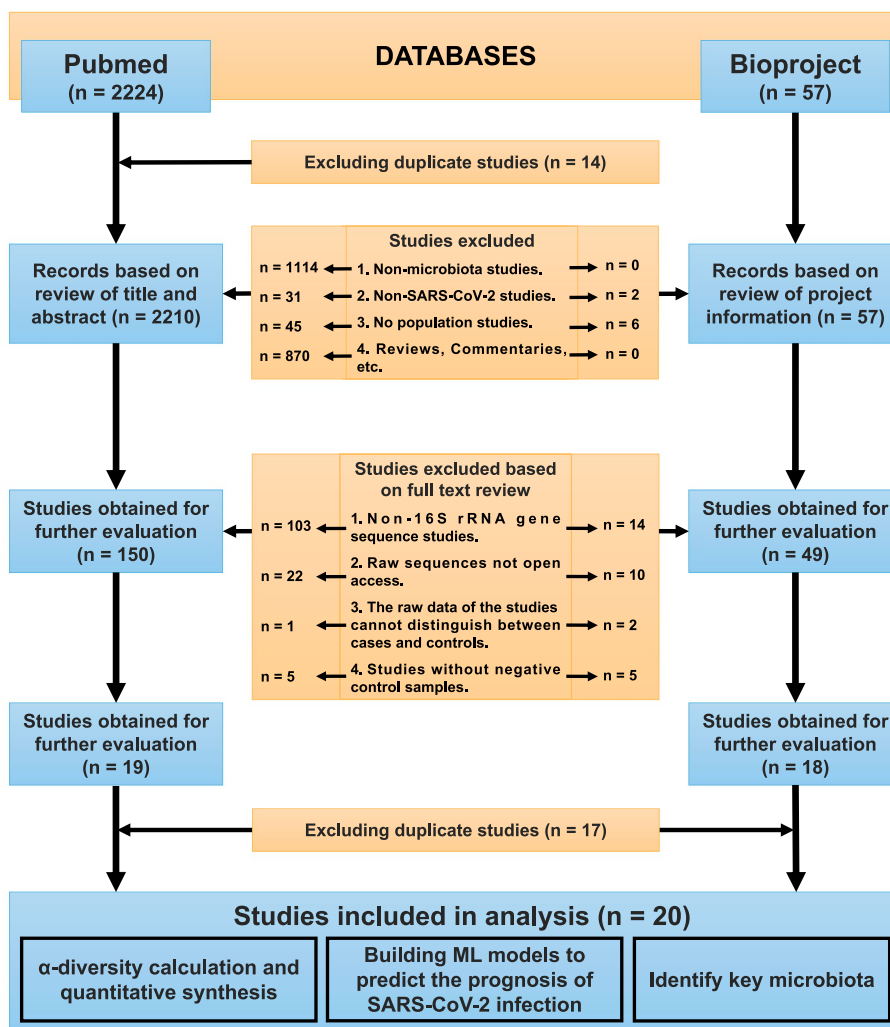 DATABASES
Pubmed
(n = 2224)
Bioproject
(n = 57)
Excluding duplicate studies (n = 14)
Records based on
review of title and
abstract (n = 2210)
Studies excluded
n = 1114
1. Non-microbiota studies.
n = 0
n = 31
2. Non-SARS-CoV-2 studies.
n = 2
n = 45
3. No population studies.
n = 6
n = 870
4. Reviews, Commentaries,
etc.
n = 0
Records based on
review of project
information (n = 57)
Studies obtained for
further evaluation
(n = 150)
Studies excluded based
on full text review
n = 103
1. Non-16S rRNA gene
sequence studies.
n = 14
n = 22
2. Raw sequences not open
access.
n = 10
n = 1
3. The raw data of the studies
cannot distinguish between
cases and controls.
n = 2
n = 5
4. Studies without negative
control samples.
n = 5
Studies obtained for
further evaluation
(n = 49)
Studies obtained for
further evaluation
(n = 19)
Studies obtained for
further evaluation
(n = 18)
Excluding duplicate studies (n = 17)
Studies included in analysis (n = 20)
α-diversity calculation and
quantitative synthesis
Building ML models to
predict the prognosis of
SARS-CoV-2 infection
Identify key microbiota